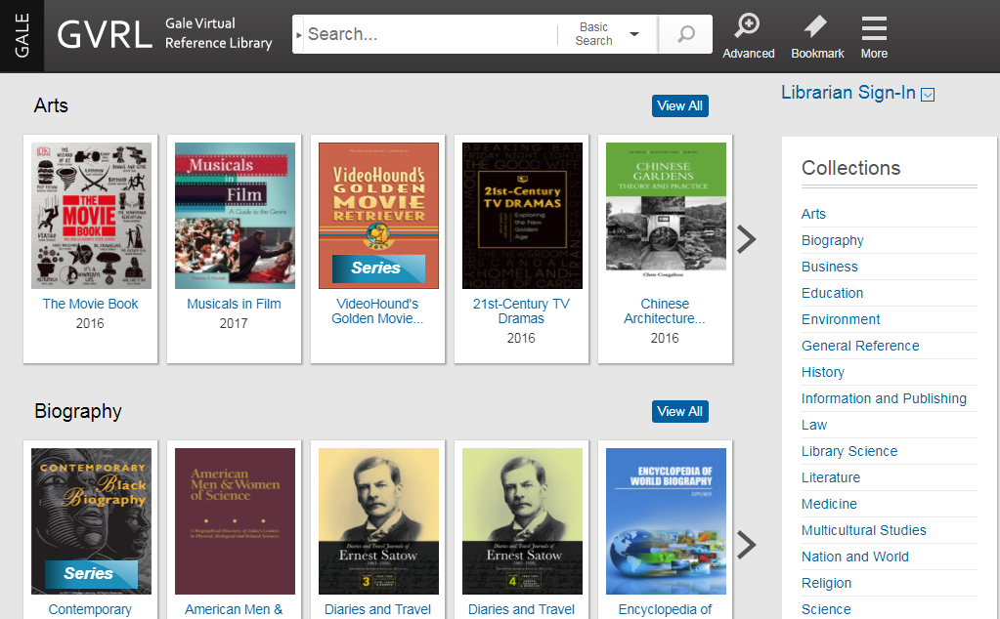 GALE
GVRL
Gale Virtual
Reference Library
Search...
Basic
Search
Advanced
Bookmark
More
Librarian Sign-In
Arts
View All
DK
THE
MOVIE
BOOK
Musicals
in
Film
A Guide to the Genre
VIDEOHOUND'S
GOLDEN
MOVIE
RETRIEVER
Series
21st-Century
TV DRAMAS
Exploring
the New
Golden
Age
CHINESE
GARDENS
THEORY AND PRACTICE
Chen Congzhou
The Movie Book
2016
Musicals in Film
2017
VideoHound's
Golden Movie...
21st-Century TV
Dramas
2016
Chinese
Architecture...
2016
Biography
View All
CONTEMPORARY
Black
Biography
Series
American
Men & Women
of Science
Diaries and Travel Journals of
Ernest Satow
3
Diaries and Travel Journals of
Ernest Satow
4
ENCYCLOPEDIA OF
WORLD BIOGRAPHY
SUPPLEMENT
Contemporary
American Men &
Diaries and Travel
Diaries and Travel
Encyclopedia of
Collections
Arts
Biography
Business
Education
Environment
General Reference
History
Information and Publishing
Law
Library Science
Literature
Medicine
Multicultural Studies
Nation and World
Religion
Science